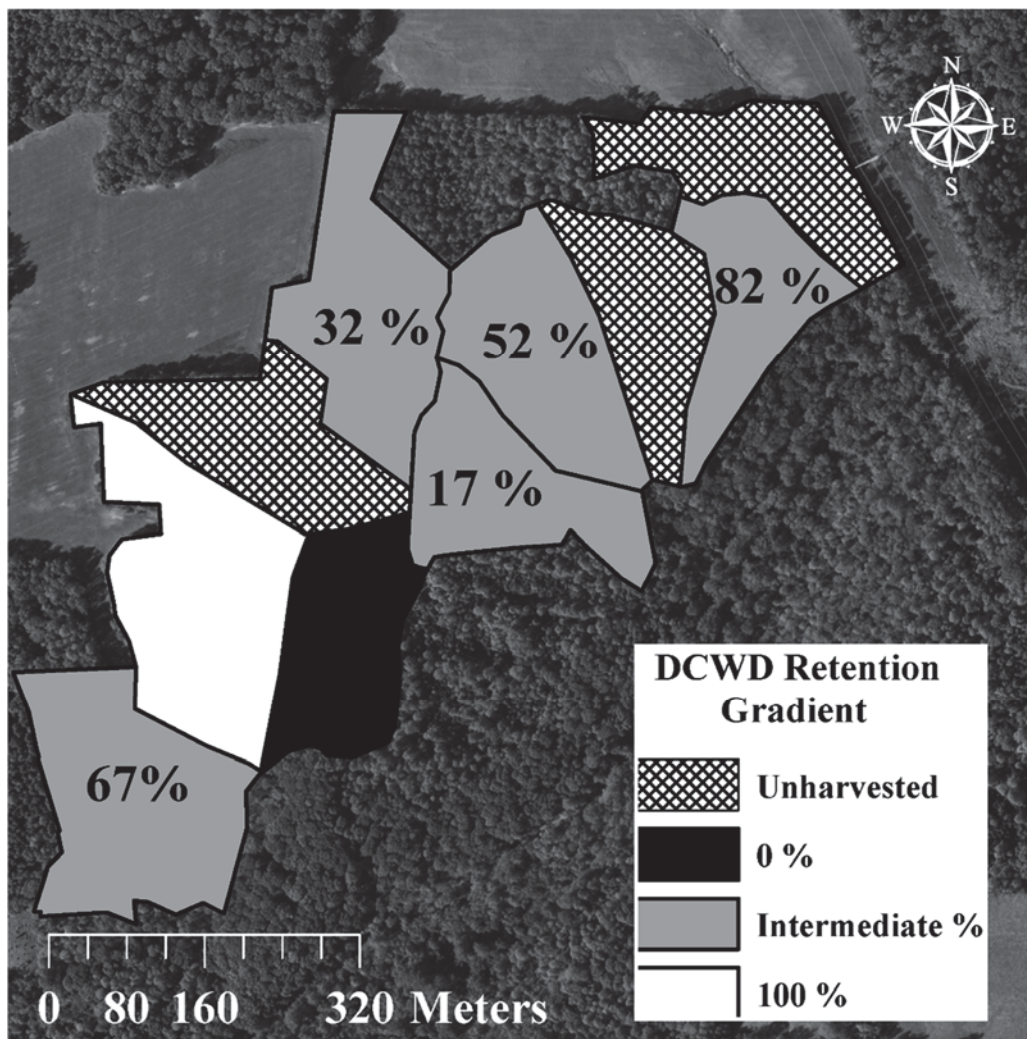 N
W E
S
82 %
32 % 52 %
17 %
67%
DCWD Retention
Gradient
Unharvested
0 %
Intermediate %
100 %
0 80 160 320 Meters